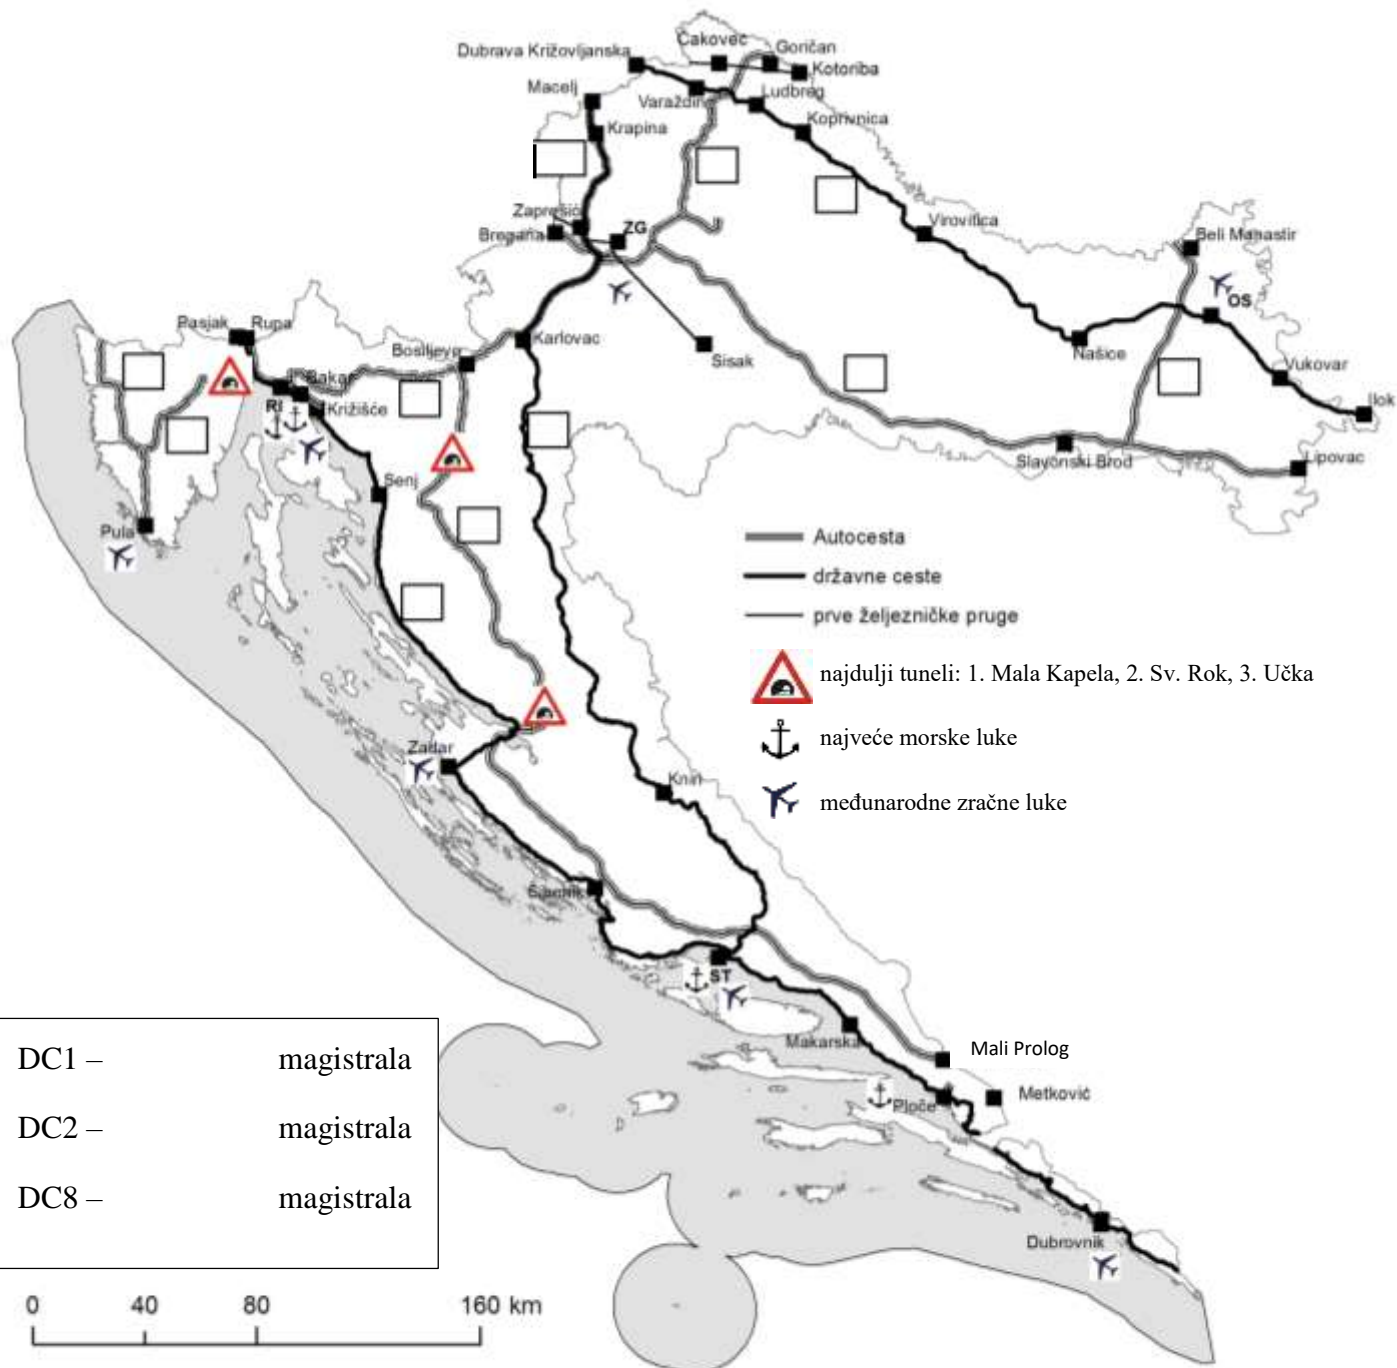 Čakovec
Goričan
Dubrava Križovljanska
Kotoriba
Macelj
Varaždin
Ludbreg
Krapina
Koprivnica
Zaprešić
ZG
Bregana
Virovitica
Beli Manastir
OS
Pasjak
Rupa
Karlovac
Bosiljevo
Sisak
Našice
Vukovar
Bakar
RI
Križišće
Ilok
Slavonski Brod
Lipovac
Senj
Pula
Autocesta
državne ceste
prve željezničke pruge
najdulji tuneli: 1. Mala Kapela, 2. Sv. Rok, 3. Učka
najveće morske luke
međunarodne zračne luke
Zadar
Knin
Šibenik
ST
Makarska
Mali Prolog
Ploče
Metković
Dubrovnik
DC1 – magistrala
DC2 – magistrala
DC8 – magistrala
0 40 80 160 km